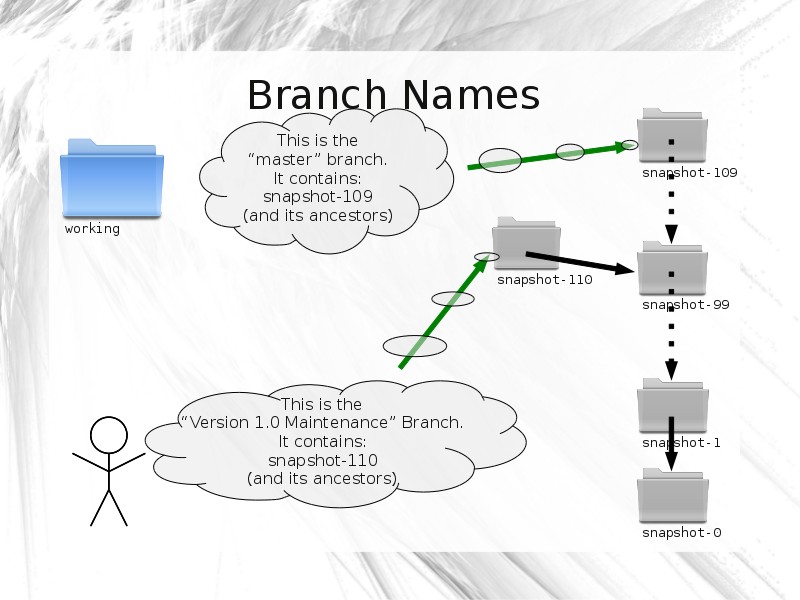 Branch Names
This is the
“master” branch.
It contains:
snapshot-109
(and its ancestors)
snapshot-109
working
snapshot-110
snapshot-99
This is the
“Version 1.0 Maintenance” Branch.
It contains:
snapshot-110
(and its ancestors)
snapshot-1
snapshot-0